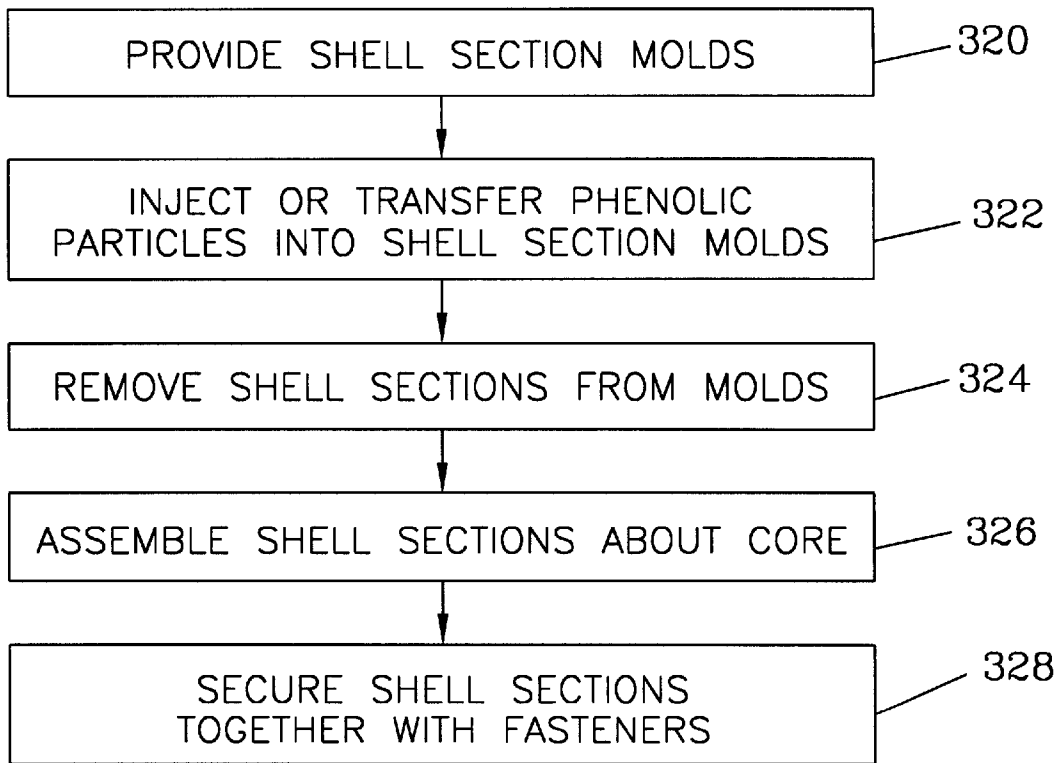 PROVIDE SHELL SECTION MOLDS
320
INJECT OR TRANSFER PHENOLIC
PARTICLES INTO SHELL SECTION MOLDS
322
REMOVE SHELL SECTIONS FROM MOLDS
324
ASSEMBLE SHELL SECTIONS ABOUT CORE
326
SECURE SHELL SECTIONS
TOGETHER WITH FASTENERS
328